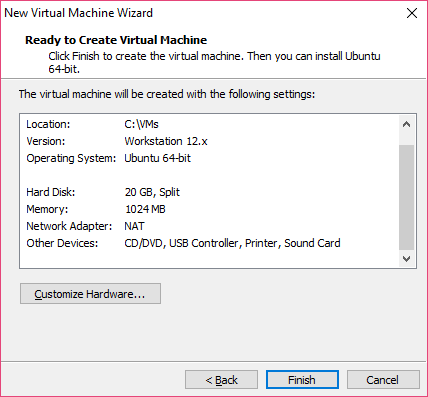 New Virtual Machine Wizard
Ready to Create Virtual Machine
Click Finish to create the virtual machine. Then you can install Ubuntu
64-bit.
The virtual machine will be created with the following settings:
Location: C:\VMs
Version: Workstation 12.x
Operating System: Ubuntu 64-bit
Hard Disk: 20 GB, Split
Memory: 1024 MB
Network Adapter: NAT
Other Devices: CD/DVD, USB Controller, Printer, Sound Card
Customize Hardware...
< Back Finish Cancel